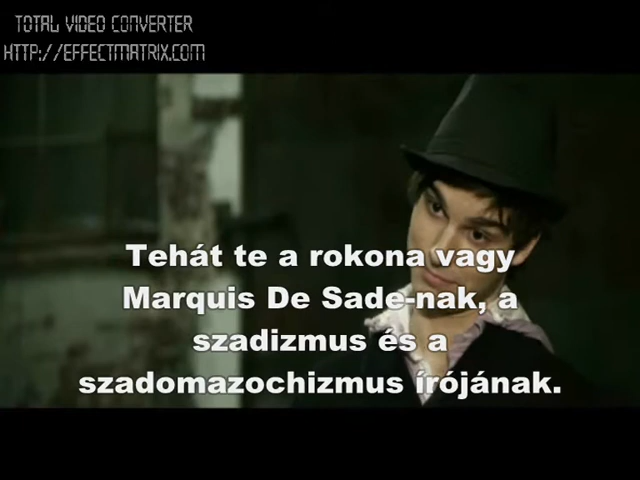 TOTAL VIDEO CONVERTER
HTTP://EFFECTMATRIX.COM
Tehát te a rokona vagy
Marquis De Sade-nak, a
szadizmus és a
szadomazochizmus írójának.